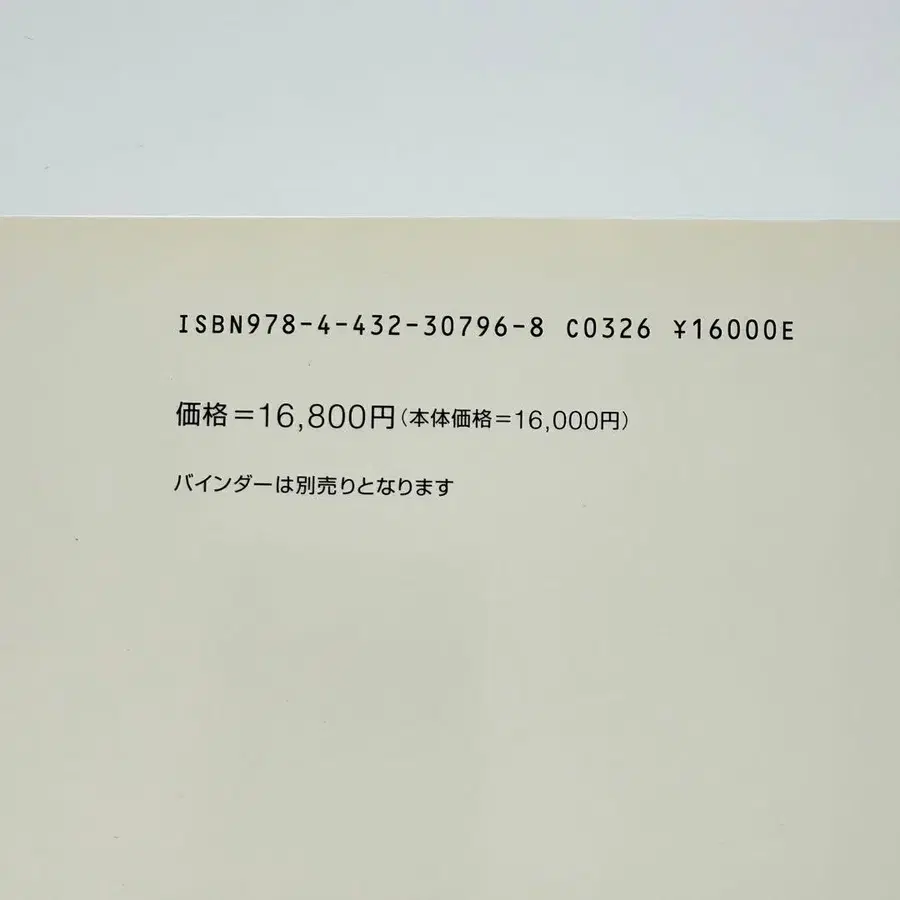 ISBN978-4-432-30796-8 C0326 ¥16000E
価格＝16,800円（本体価格＝16,000円）
バインダーは別売りとなります